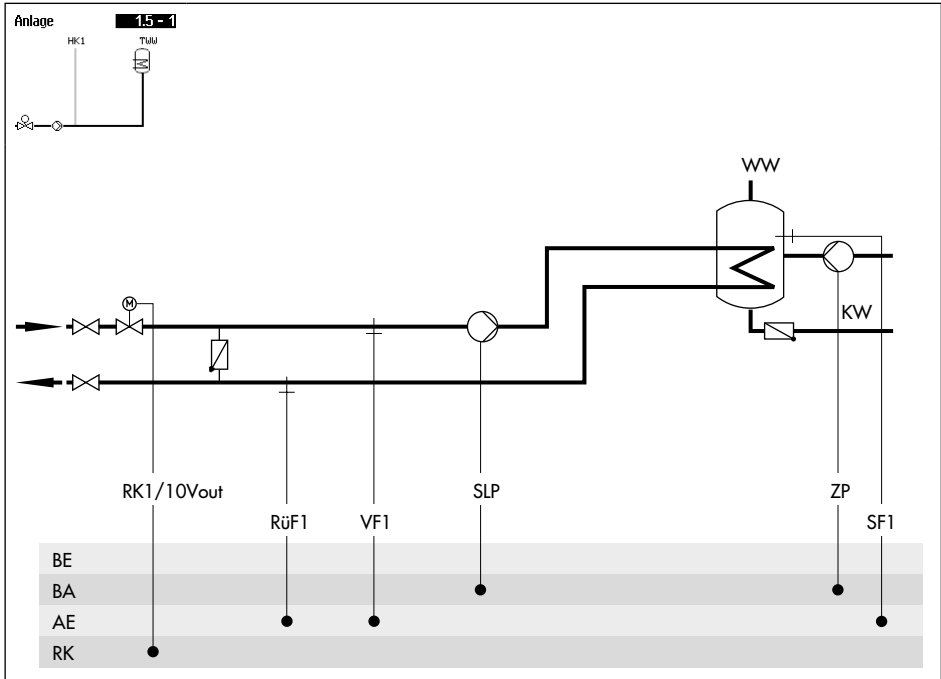 Anlage 1.5 - 1
HK1 TWW
WW
M
KW
RK1/10Vout SLP ZP
RüF1 VF1 SF1
BE
BA
AE
RK